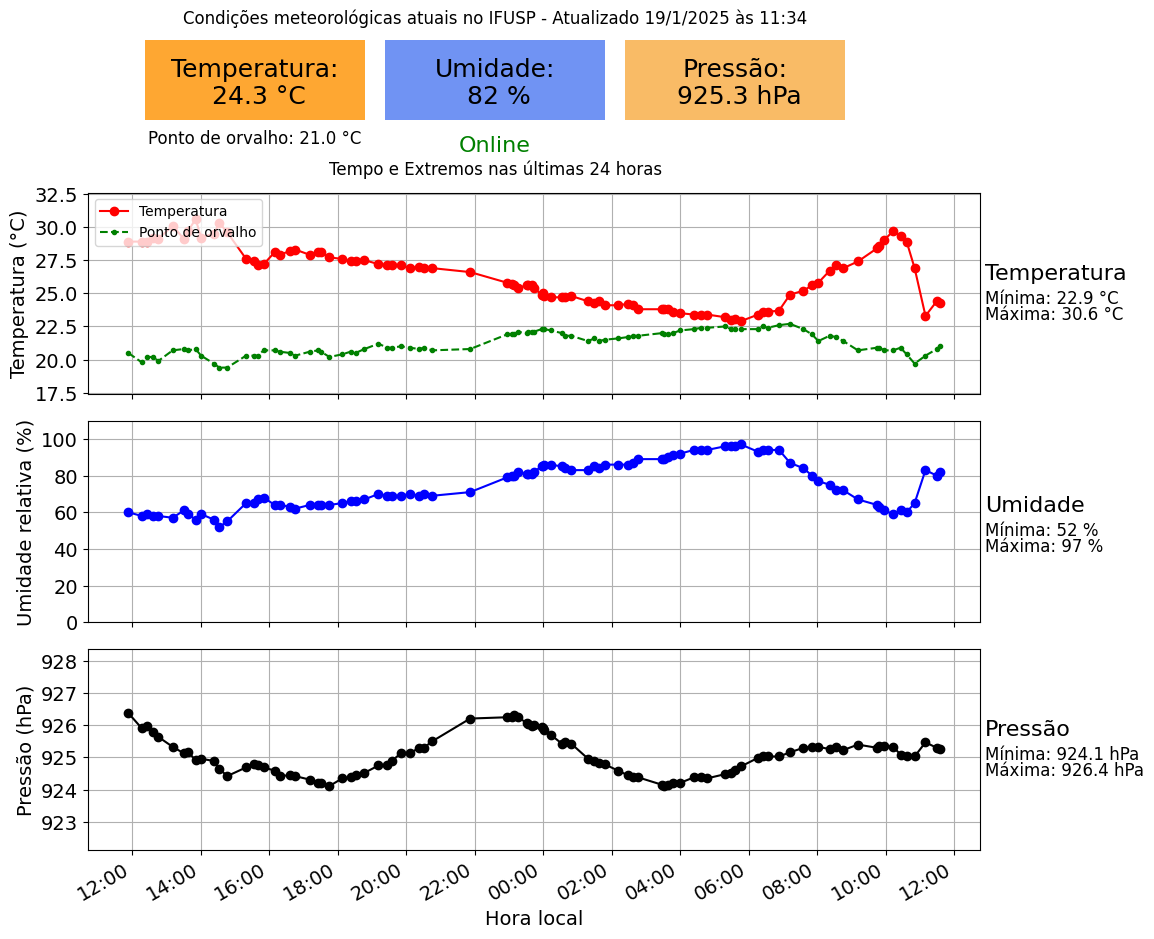 Condições meteorológicas atuais no IFUSP - Atualizado 19/1/2025 às 11:34
Temperatura:
24.3 °C
Umidade:
82 %
Pressão:
925.3 hPa
Ponto de orvalho: 21.0 °C
Online
Tempo e Extremos nas últimas 24 horas
Temperatura (°C)
32.5
30.0
27.5
25.0
22.5
20.0
17.5
Temperatura
Ponto de orvalho
Temperatura
Mínima: 22.9 °C
Máxima: 30.6 °C
Umidade relativa (%)
100
80
60
40
20
0
Umidade
Mínima: 52 %
Máxima: 97 %
Pressão (hPa)
928
927
926
925
924
923
Pressão
Mínima: 924.1 hPa
Máxima: 926.4 hPa
12:00 14:00 16:00 18:00 20:00 22:00 00:00 02:00 04:00 06:00 08:00 10:00 12:00
Hora local